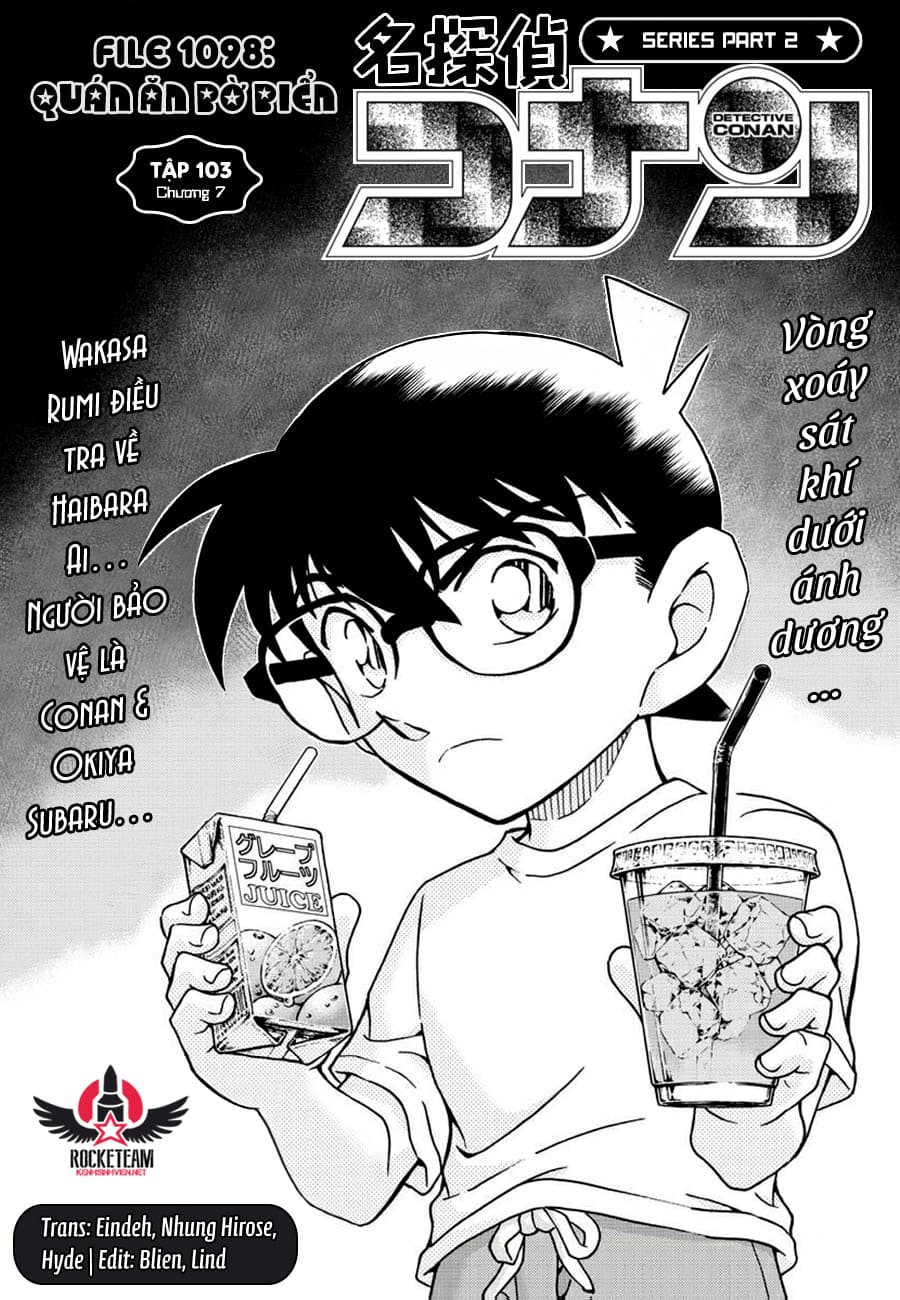 FILE 1098:
QUÁN ĂN BỜ BIỂN
TẬP 103
Chương 7
名探偵
SERIES PART 2
コナン
DETECTIVE
CONAN
WAKASA
RUMI ĐIỀU
TRA VỀ
HAIBARA
AI...
NGƯỜI BẢO
VỆ LÀ
CONAN &
OKIYA
SUBARU...
Vòng
xoáy
sát
khí
dưới
ánh
dương
...
グレープ
フルーツ
JUICE
ROCKETEAM
KENHSINHVIEN.NET
Trans: Eindeh, Nhung Hirose,
Hyde | Edit: Blien, Lind